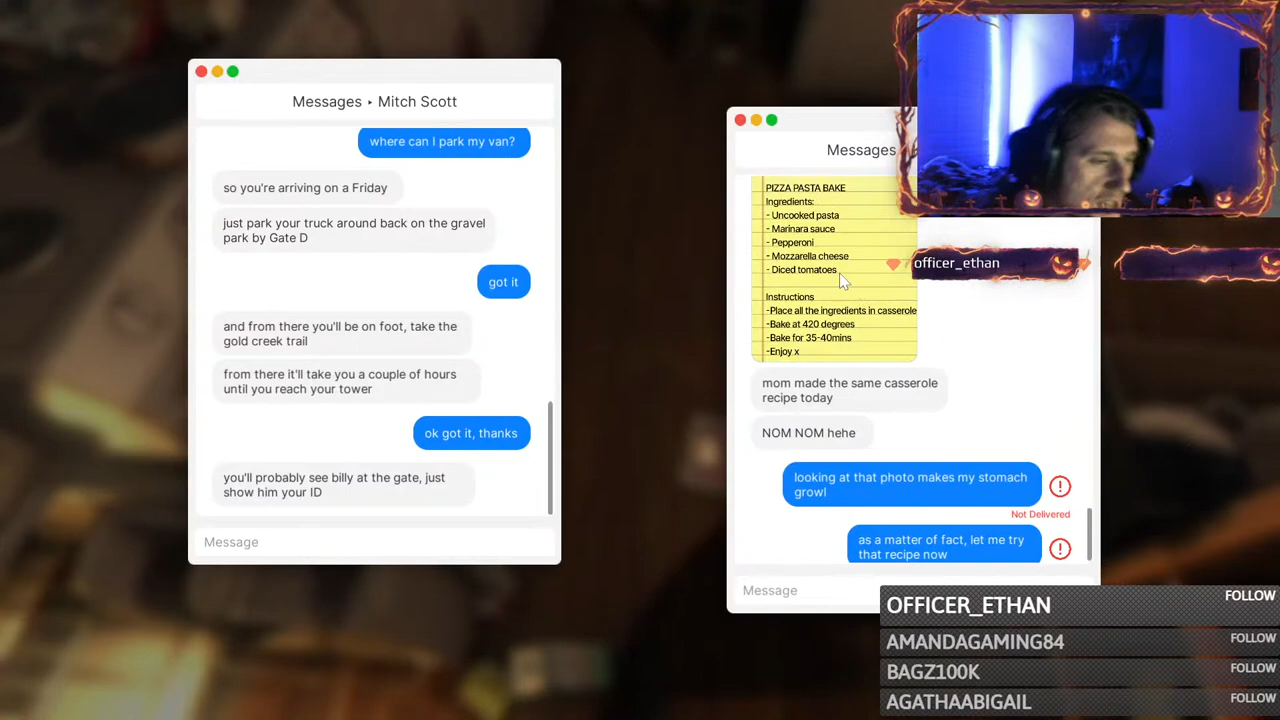 Messages ▸ Mitch Scott
where can I park my van?
so you're arriving on a Friday
just park your truck around back on the gravel
park by Gate D
got it
and from there you'll be on foot, take the
gold creek trail
from there it'll take you a couple of hours
until you reach your tower
ok got it, thanks
you'll probably see billy at the gate, just
show him your ID
Message
Messages
PIZZA PASTA BAKE
Ingredients:
- Uncooked pasta
- Marinara sauce
- Pepperoni
- Mozzarella cheese
- Diced tomatoes
Instructions
-Place all the ingredients in casserole
-Bake at 420 degrees
-Bake for 35-40mins
-Enjoy x
mom made the same casserole
recipe today
NOM NOM hehe
looking at that photo makes my stomach
growl
Not Delivered
as a matter of fact, let me try
that recipe now
Message
officer_ethan
OFFICER_ETHAN FOLLOW
AMANDAGAMING84 FOLLOW
BAGZ100K FOLLOW
AGATHAABIGAIL FOLLOW